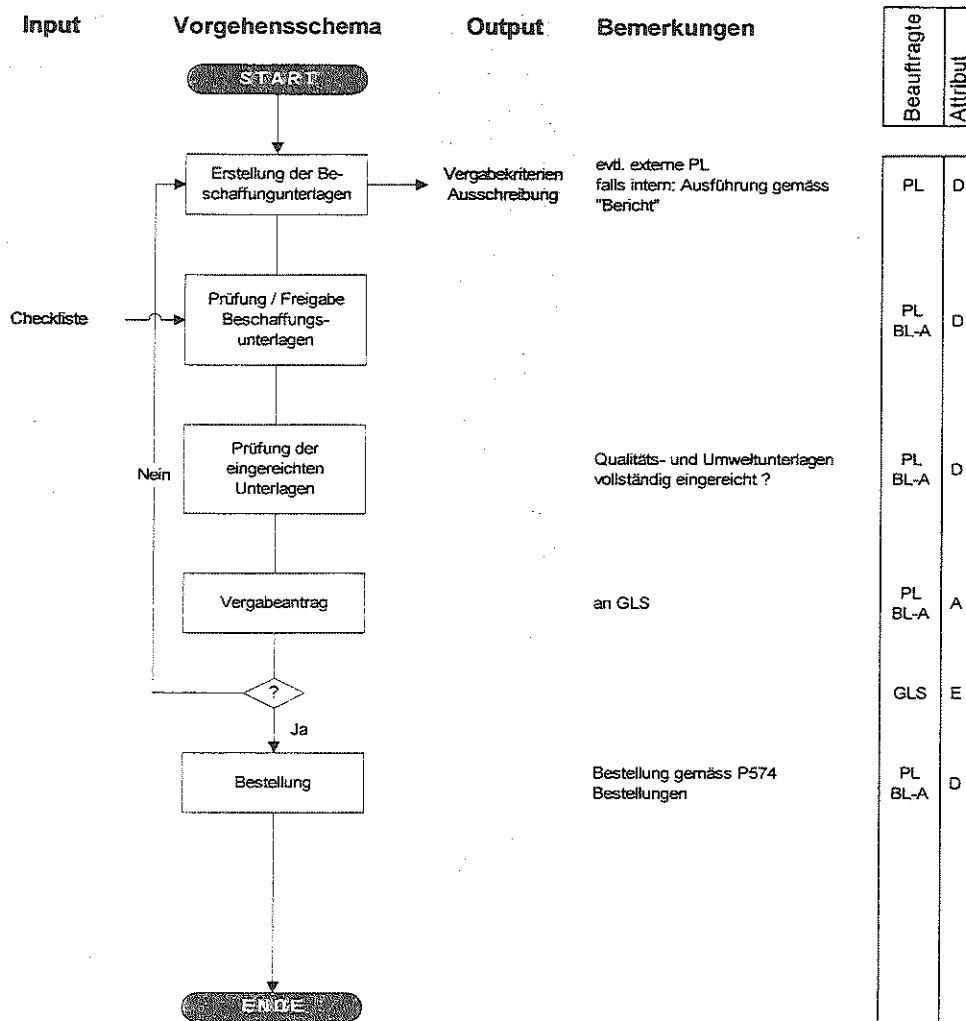 Input Vorgehensschema Output Bemerkungen Beauftragte Attribut
START
Erstellung der Be-
schaffungunterlagen
Vergabekriterien
Ausschreibung
evtl. externe PL
falls intern: Ausführung gemäss
"Bericht"
PL D
Checkliste
Prüfung / Freigabe
Beschaffungs-
unterlagen
PL
BL-A
D
Nein
Prüfung der
eingereichten
Unterlagen
Qualitäts- und Umweltunterlagen
vollständig eingereicht ?
PL
BL-A
D
Vergabeantrag
an GLS
PL
BL-A
A
?
GLS E
Ja
Bestellung
Bestellung gemäss P574
Bestellungen
PL
BL-A
D
ENDE